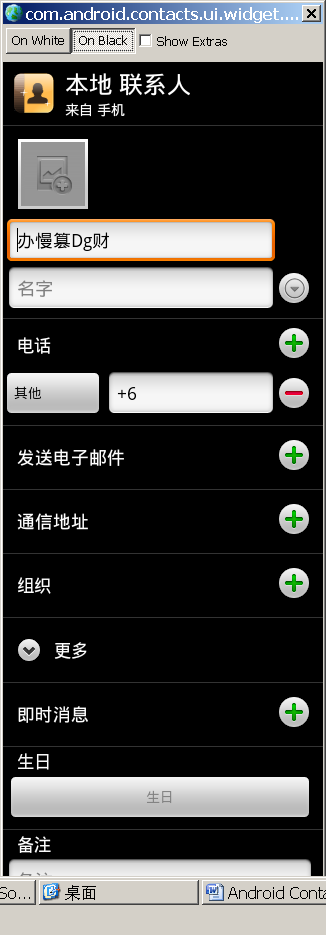 com.android.contacts.ui.widget....
On White On Black Show Extras
本地 联系人
来自 手机
办慢篡Dg财
名字
电话
其他 +6
发送电子邮件
通信地址
组织
更多
即时消息
生日
生日
备注
备注
So... 桌面 Android Conta